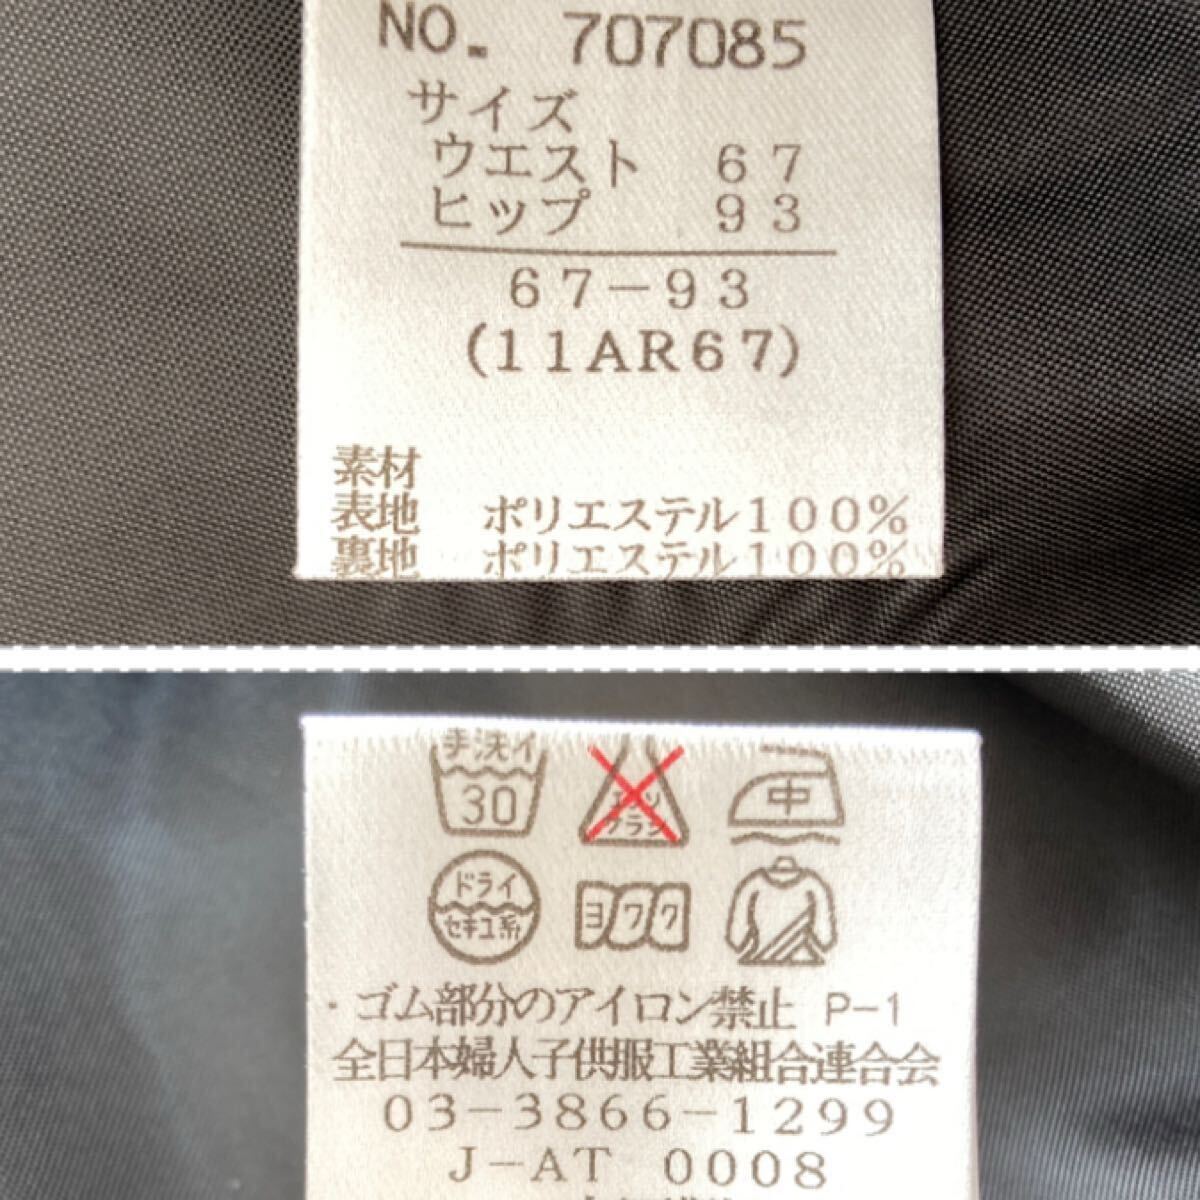 NO. 707085
サイズ
ウエスト 67
ヒップ 93
67-93
(11AR67)
素材
表地 ポリエステル100%
裏地 ポリエステル100%
手洗イ
30
エンソ
フラン
中
ドライ
セキユ系
ヨワク
・ゴム部分のアイロン禁止 P-1
全日本婦人子供服工業組合連合会
03-3866-1299
J-AT 0008